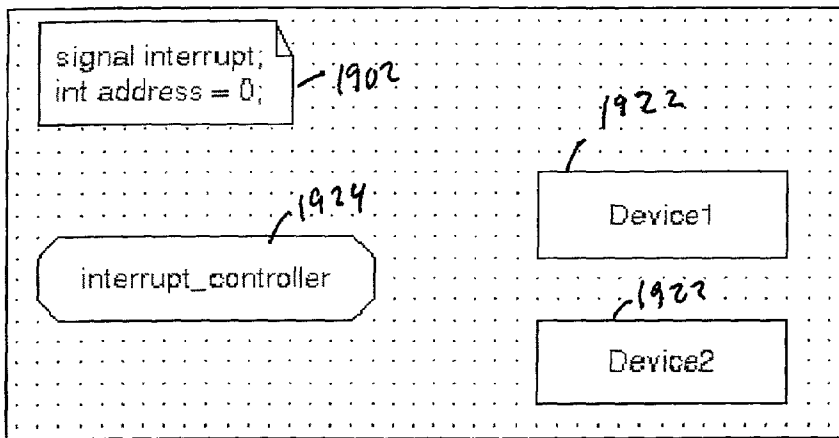 signal interrupt;
int address = 0;
1902
1922
Device1
1924
interrupt_controller
1922
Device2